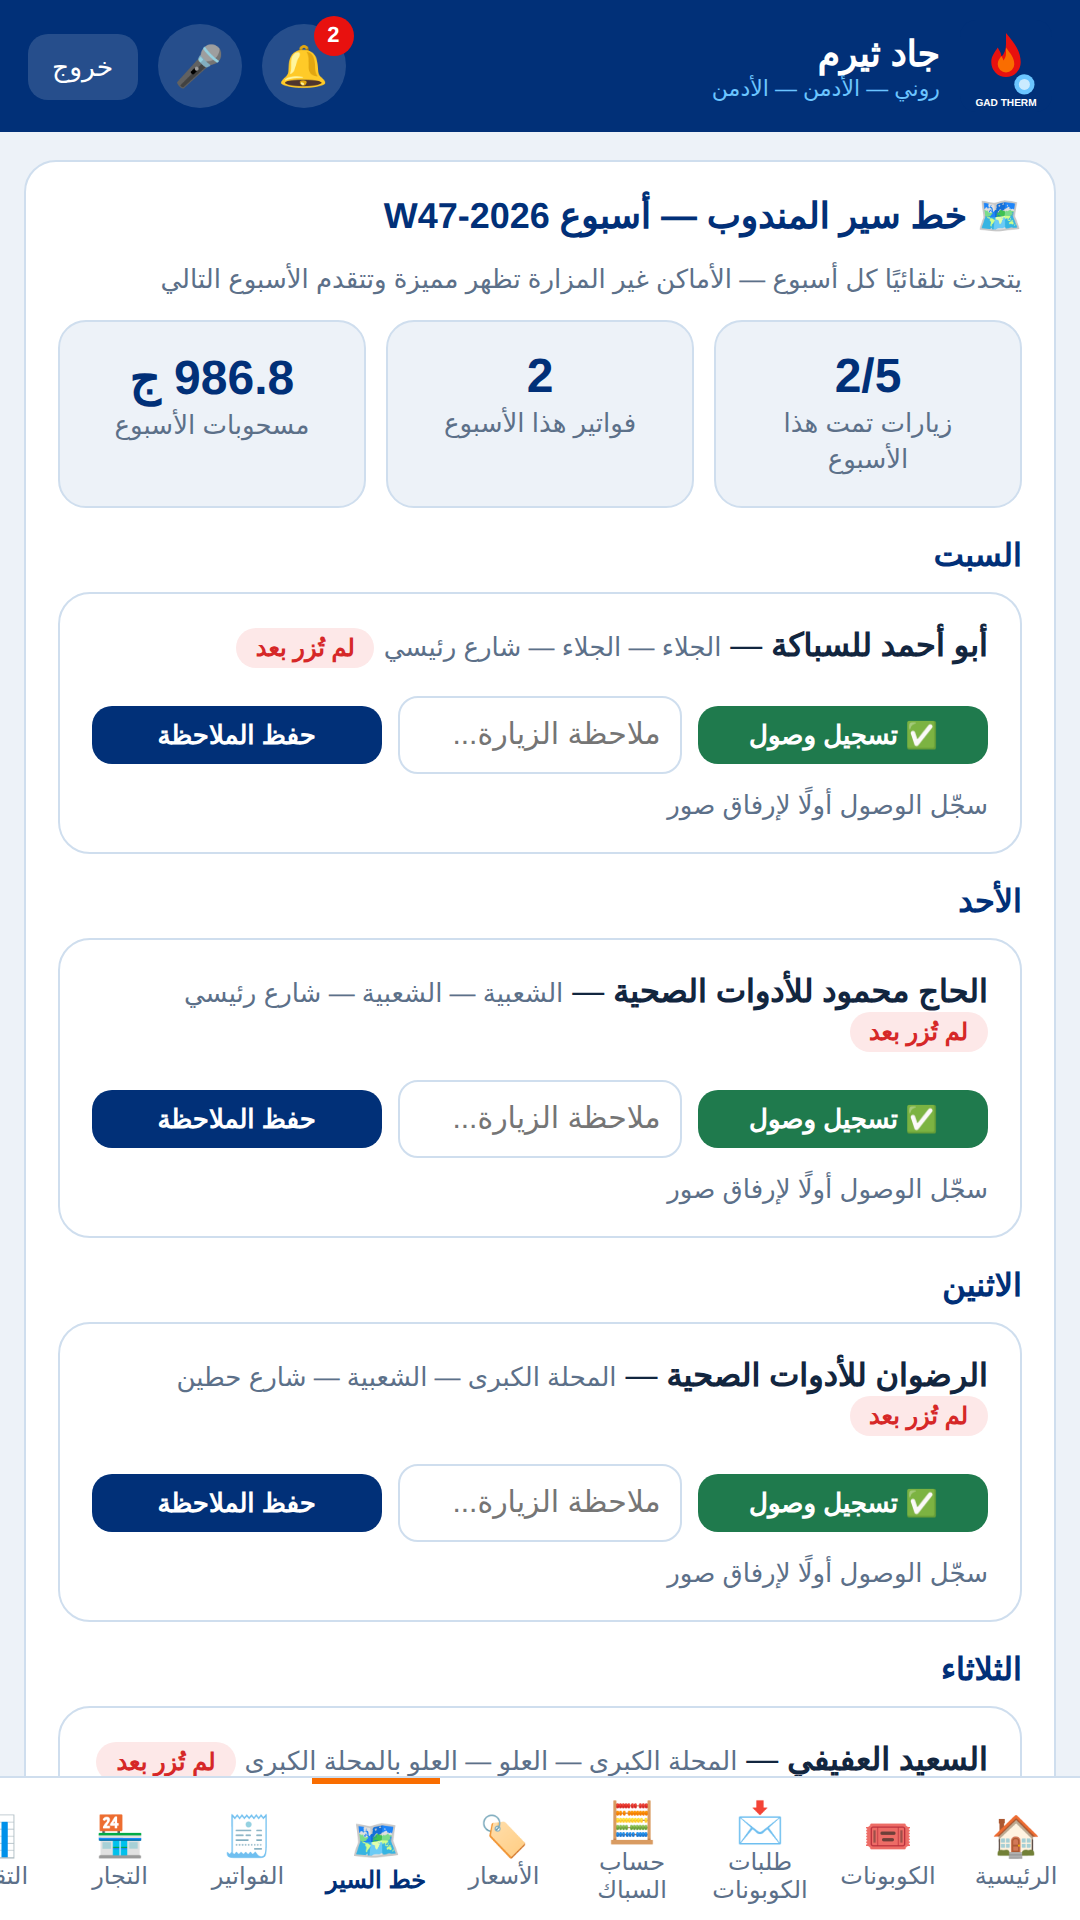 جاد ثيرم
روني — الأدمن — الأدمن
GAD THERM
2
خروج
خط سير المندوب — أسبوع 2026-W47
يتحدث تلقائيًا كل أسبوع — الأماكن غير المزارة تظهر مميزة وتتقدم الأسبوع التالي
2/5
زيارات تمت هذا
الأسبوع
2
فواتير هذا الأسبوع
986.8 ج
مسحوبات الأسبوع
السبت
أبو أحمد للسباكة — الجلاء — الجلاء — شارع رئيسي لم تُزر بعد
✅ تسجيل وصول
ملاحظة الزيارة...
حفظ الملاحظة
سجّل الوصول أولًا لإرفاق صور
الأحد
الحاج محمود للأدوات الصحية — الشعبية — الشعبية — شارع رئيسي
لم تُزر بعد
✅ تسجيل وصول
ملاحظة الزيارة...
حفظ الملاحظة
سجّل الوصول أولًا لإرفاق صور
الاثنين
الرضوان للأدوات الصحية — المحلة الكبرى — الشعبية — شارع حطين
لم تُزر بعد
✅ تسجيل وصول
ملاحظة الزيارة...
حفظ الملاحظة
سجّل الوصول أولًا لإرفاق صور
الثلاثاء
السعيد العفيفي — المحلة الكبرى — العلو — العلو بالمحلة الكبرى لم تُزر بعد
الرئيسية
الكوبونات
طلبات
الكوبونات
حساب
السباك
الأسعار
خط السير
الفواتير
التجار